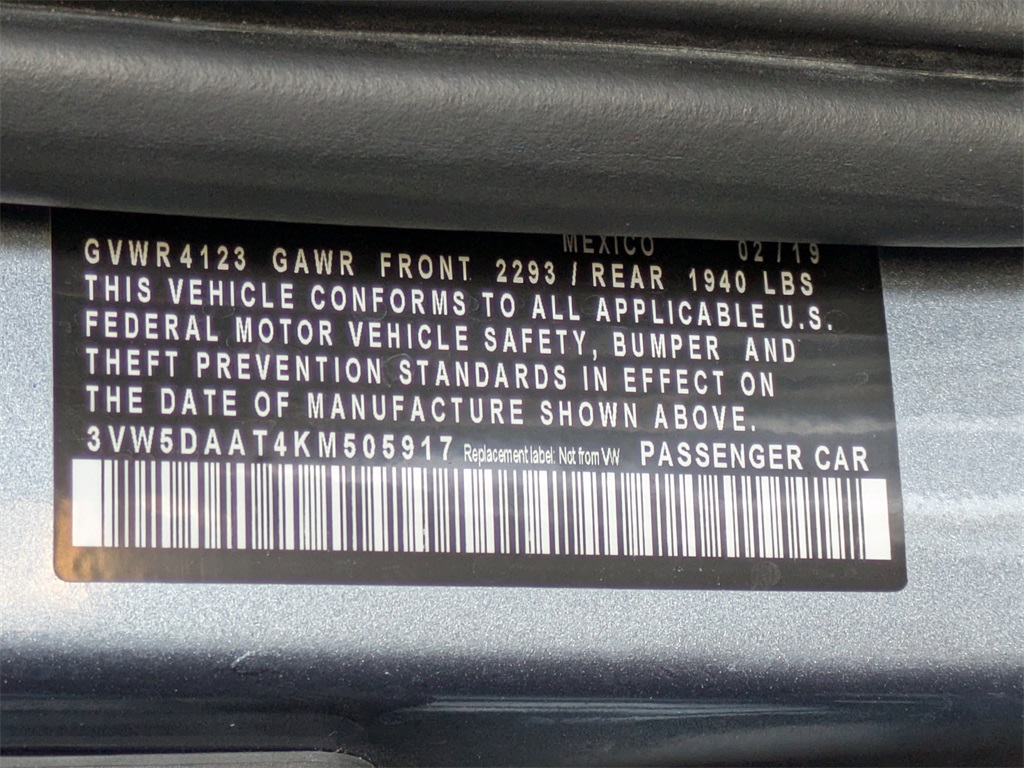 MEXICO 02/19
GVWR4123 GAWR FRONT 2293 / REAR 1940 LBS
THIS VEHICLE CONFORMS TO ALL APPLICABLE U.S.
FEDERAL MOTOR VEHICLE SAFETY, BUMPER AND
THEFT PREVENTION STANDARDS IN EFFECT ON
THE DATE OF MANUFACTURE SHOWN ABOVE.
3VW5DAAT4KM505917 Replacement label: Not from VW PASSENGER CAR